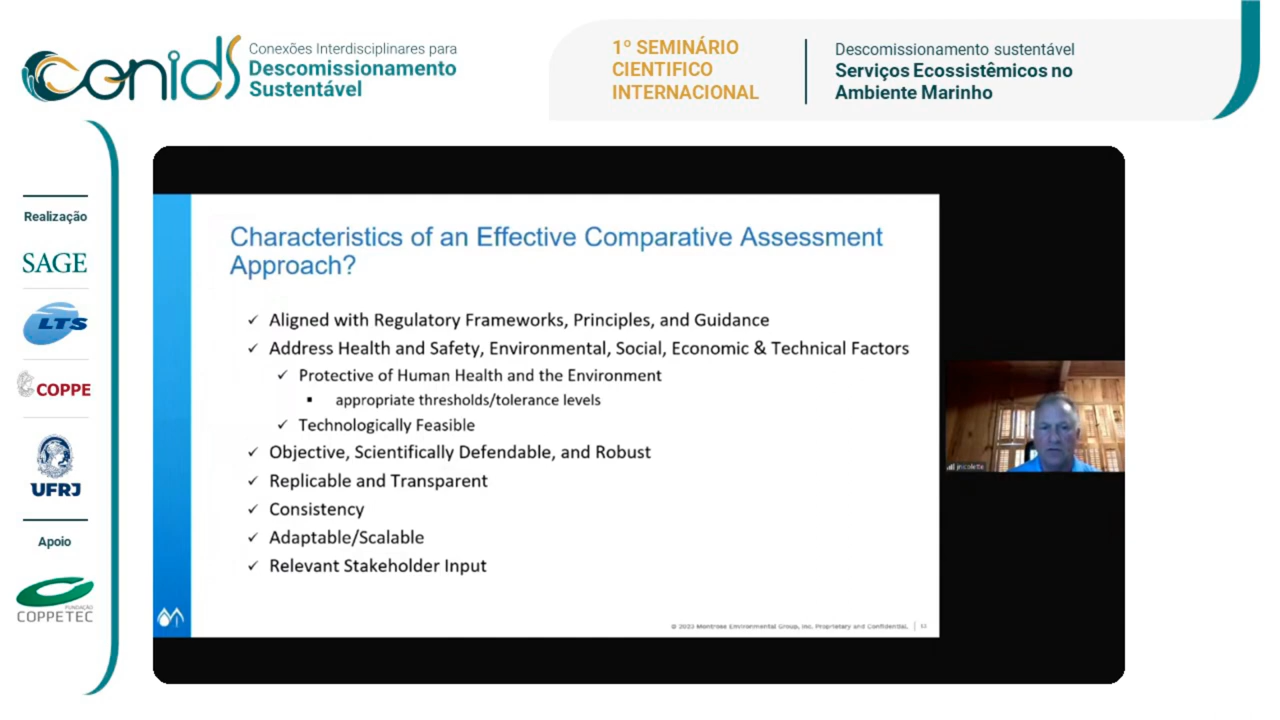 conids
Conexões Interdisciplinares para
Descomissionamento
Sustentável
1º SEMINÁRIO
CIENTIFICO
INTERNACIONAL
Descomissionamento sustentável
Serviços Ecossistêmicos no
Ambiente Marinho
Realização
SAGE
LTS
COPPE
UFRJ
Apoio
FUNDAÇÃO
COPPETEC
Characteristics of an Effective Comparative Assessment
Approach?
✓ Aligned with Regulatory Frameworks, Principles, and Guidance
✓ Address Health and Safety, Environmental, Social, Economic & Technical Factors
✓ Protective of Human Health and the Environment
▪ appropriate thresholds/tolerance levels
✓ Technologically Feasible
✓ Objective, Scientifically Defendable, and Robust
✓ Replicable and Transparent
✓ Consistency
✓ Adaptable/Scalable
✓ Relevant Stakeholder Input
© 2023 Montrose Environmental Group, Inc. Proprietary and Confidential.